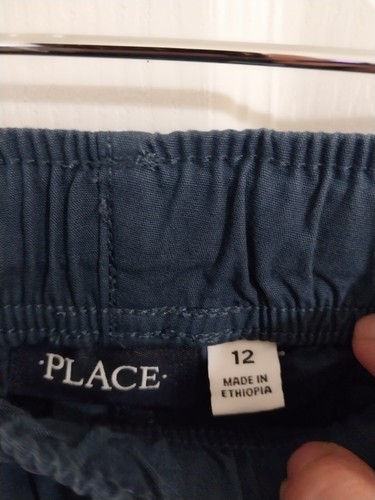 ·PLACE·
12
MADE IN
ETHIOPIA